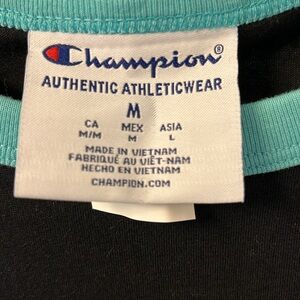 Champion®
AUTHENTIC ATHLETICWEAR
M
CA MEX ASIA
M/M M L
MADE IN VIETNAM
FABRIQUÉ AU VIÊT-NAM
HECHO EN VIETNAM
CHAMPION.COM